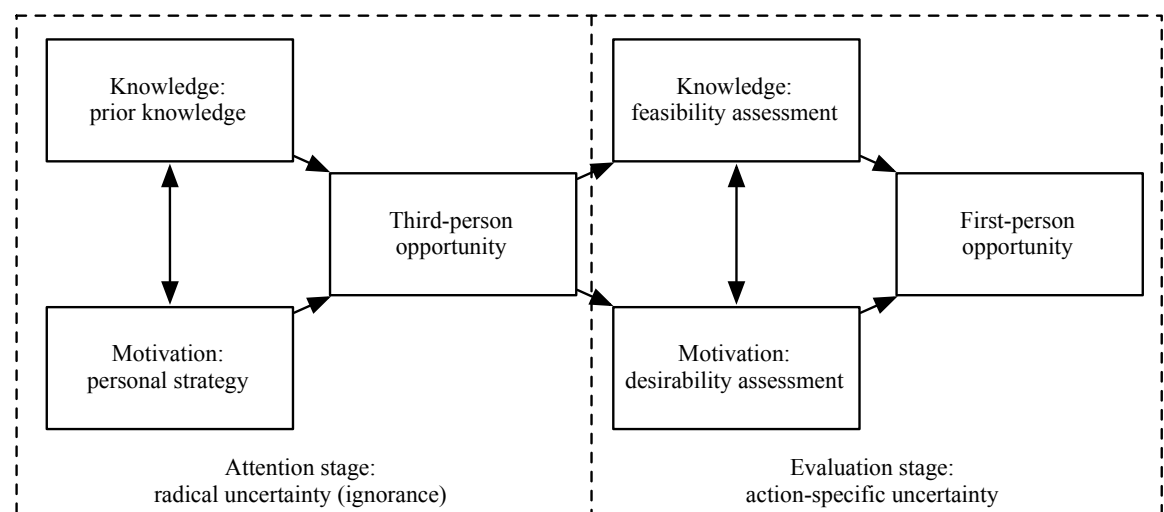 Knowledge:
prior knowledge
Motivation:
personal strategy
Third-person
opportunity
Attention stage:
radical uncertainty (ignorance)
Knowledge:
feasibility assessment
Motivation:
desirability assessment
First-person
opportunity
Evaluation stage:
action-specific uncertainty